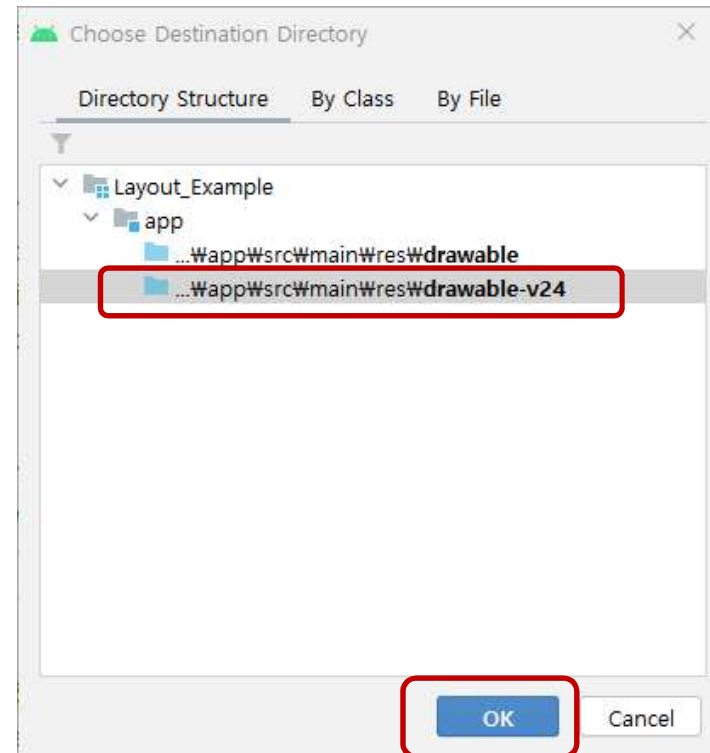 Choose Destination Directory
Directory Structure By Class By File
Layout_Example
app
...₩app₩src₩main₩res₩drawable
...₩app₩src₩main₩res₩drawable-v24
OK Cancel